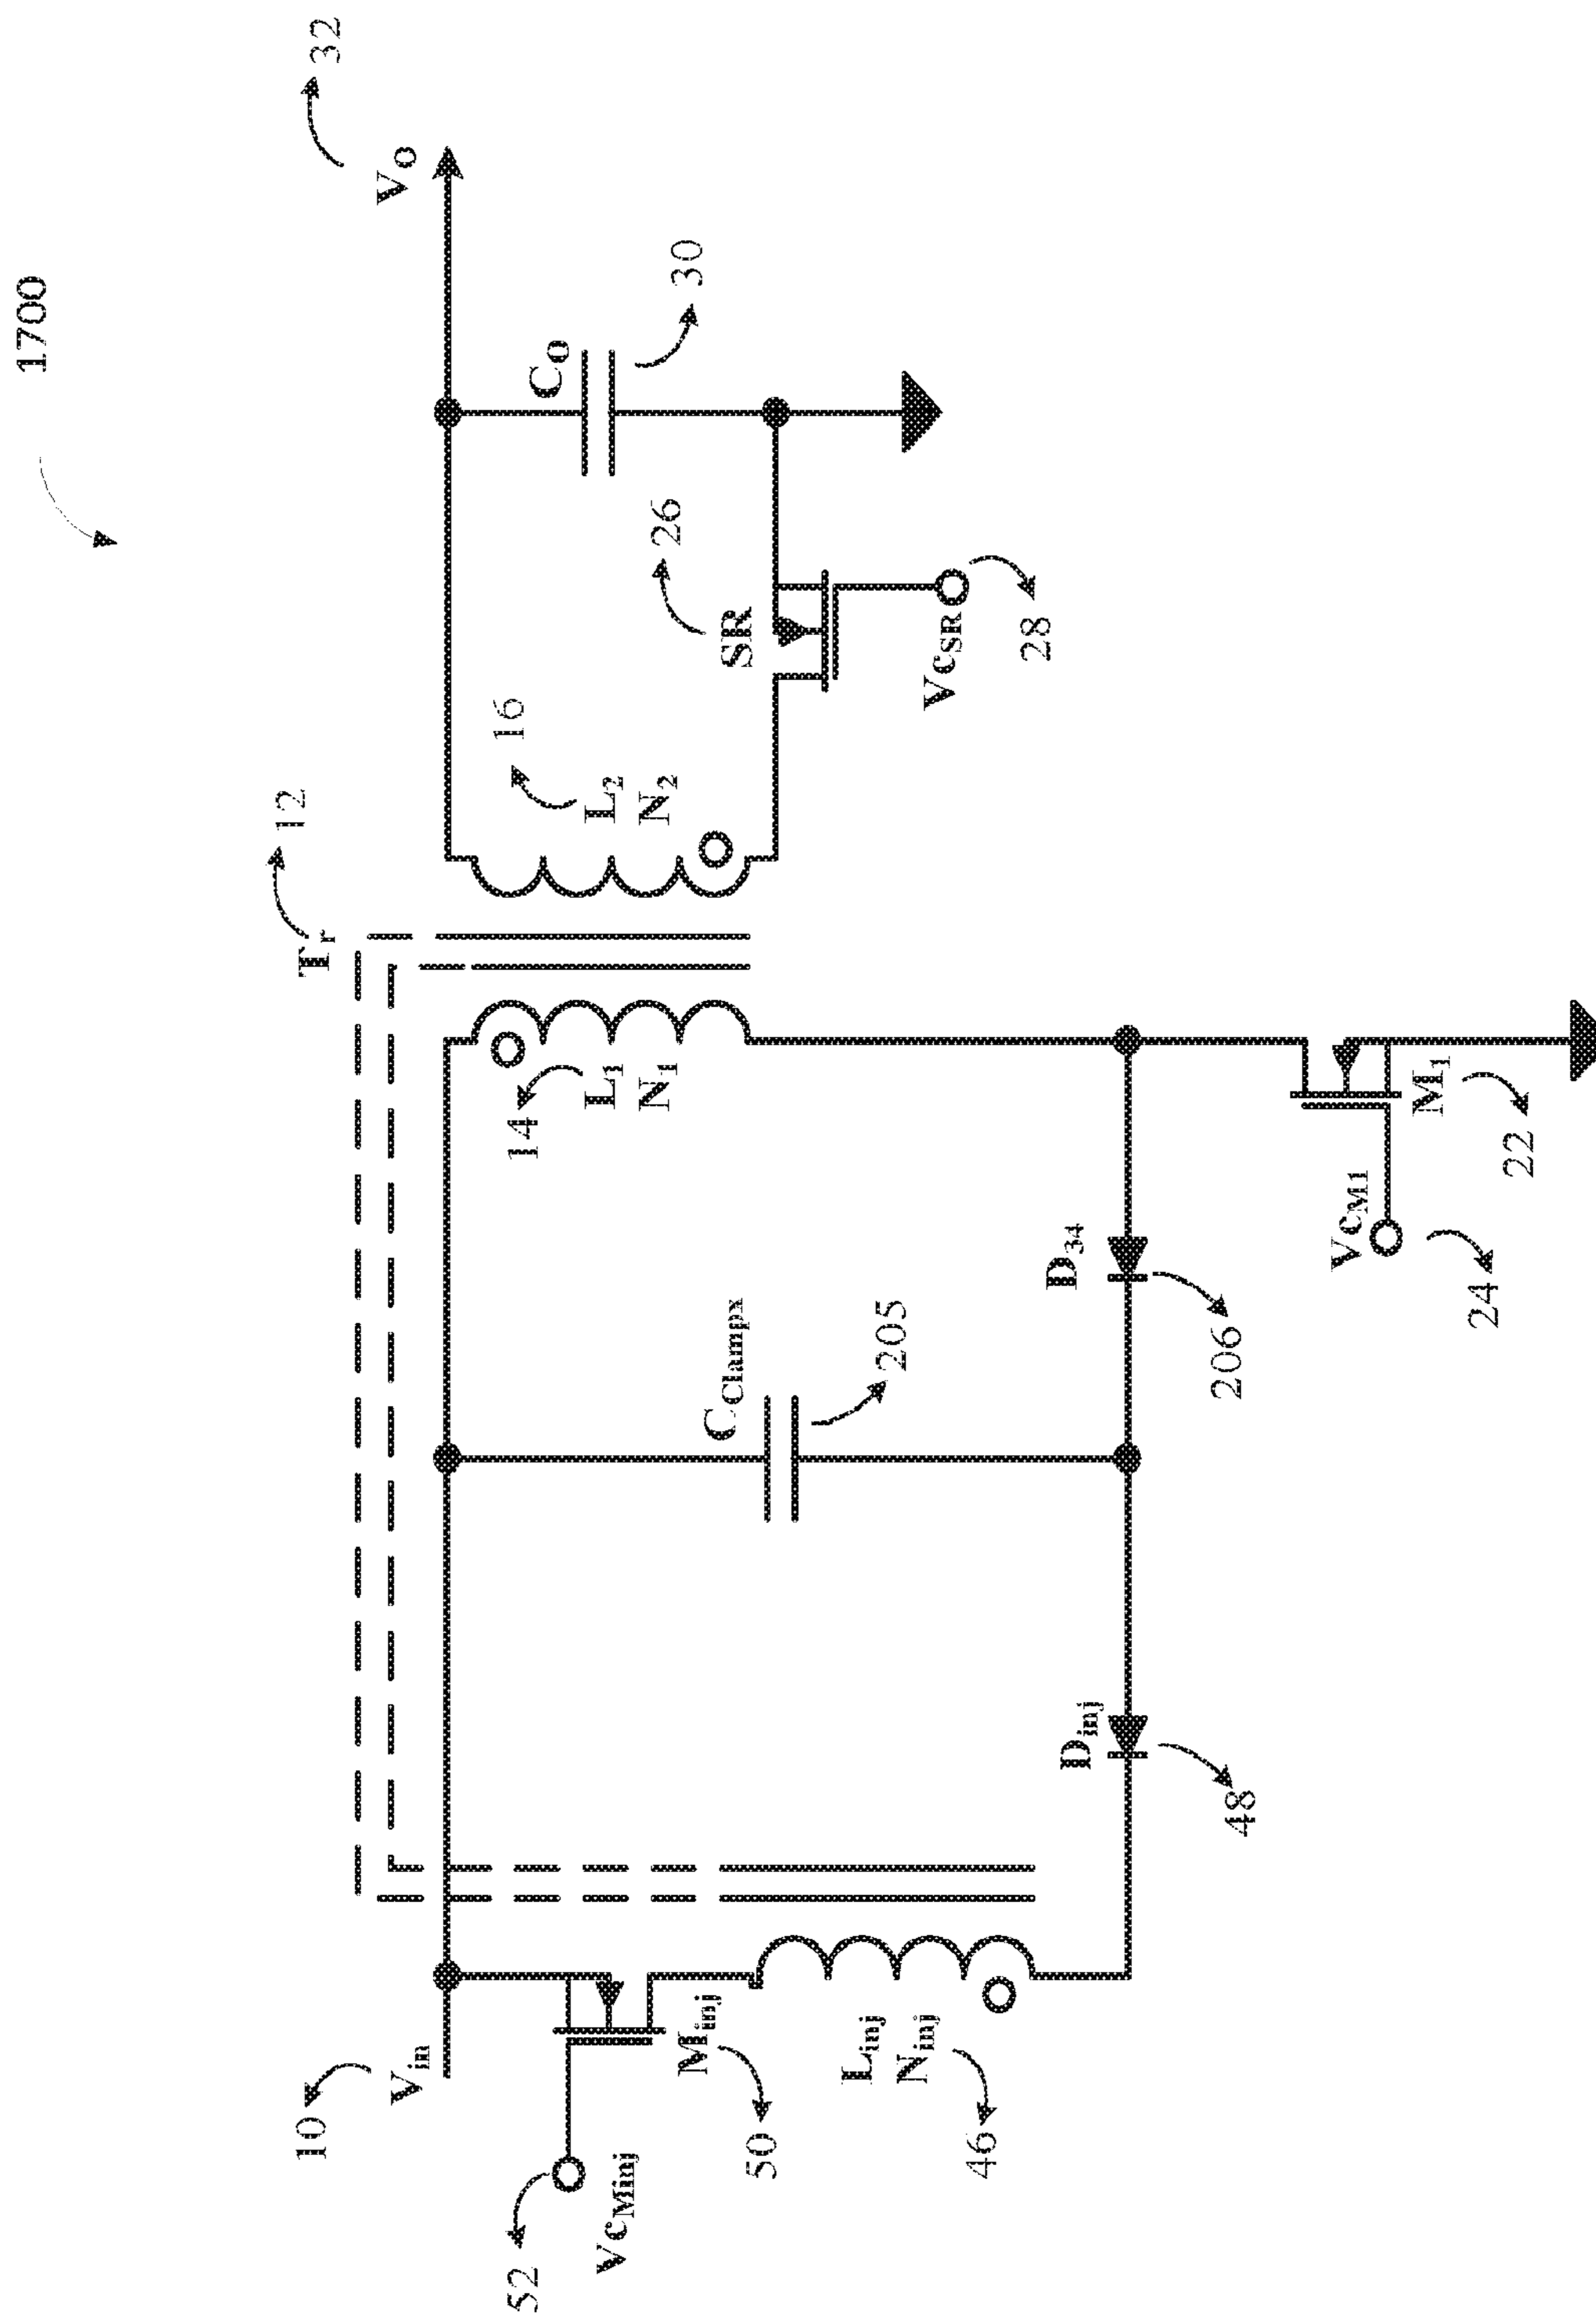 1700
32
Vo
Co
30
26
SR
VcSR
28
16
L2
N2
12
Tr
14
L1
N1
CClampx
205
D34
206
VcM1
24
M1
22
10
Vin
52
VcMinj
Minj
50
Linj
Ninj
46
Dinj
48